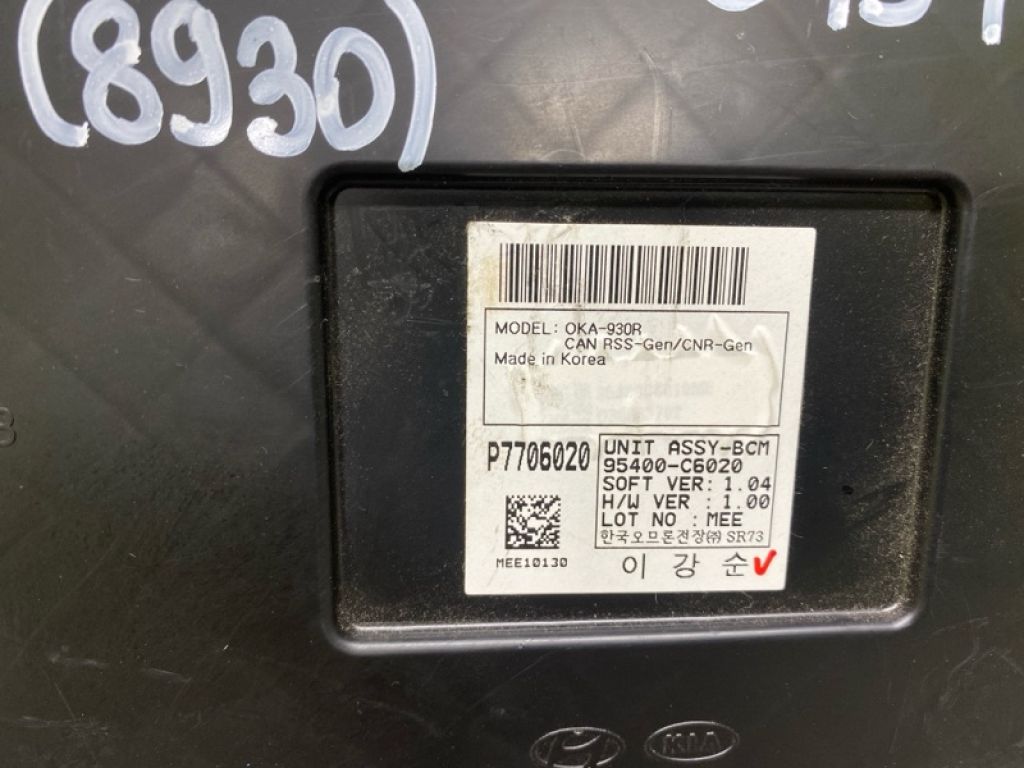 (8930)
MODEL: OKA-930R
CAN RSS-Gen/CNR-Gen
Made in Korea
P7706020
UNIT ASSY-BCM
95400-C6020
SOFT VER: 1.04
H/W VER : 1.00
LOT NO : MEE
한국오므론전장㈜ SR73
MEE10130
이 강 순
KIA